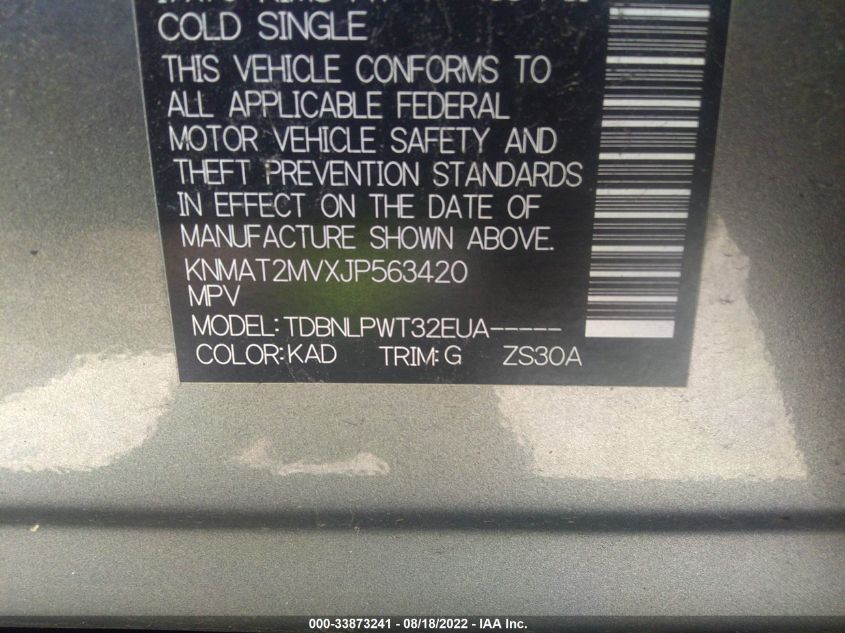 COLD SINGLE
THIS VEHICLE CONFORMS TO
ALL APPLICABLE FEDERAL
MOTOR VEHICLE SAFETY AND
THEFT PREVENTION STANDARDS
IN EFFECT ON THE DATE OF
MANUFACTURE SHOWN ABOVE.
KNMAT2MVXJP563420
MPV
MODEL: TDBNLPWT32EUA-----
COLOR: KAD TRIM: G ZS30A
000-33873241 - 08/18/2022 - IAA Inc.